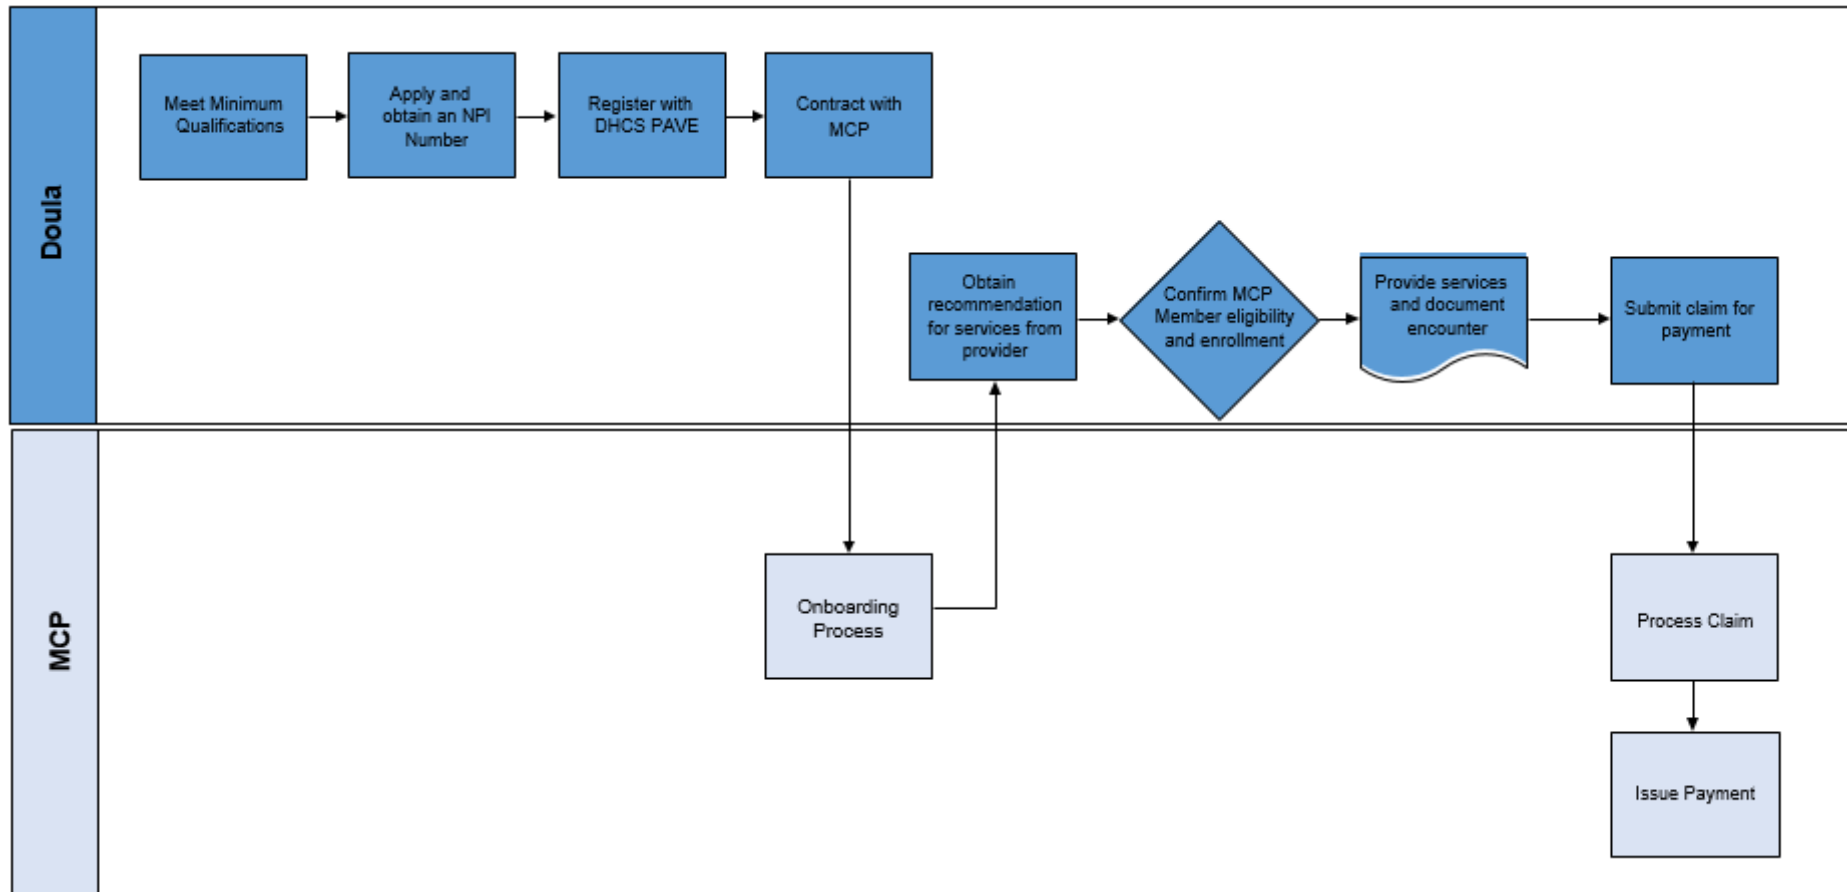 Doula
Meet Minimum
Qualifications
Apply and
obtain an NPI
Number
Register with
DHCS PAVE
Contract with
MCP
Obtain
recommendation
for services from
provider
Confirm MCP
Member eligibility
and enrollment
Provide services
and document
encounter
Submit claim for
payment
MCP
Onboarding
Process
Process Claim
Issue Payment